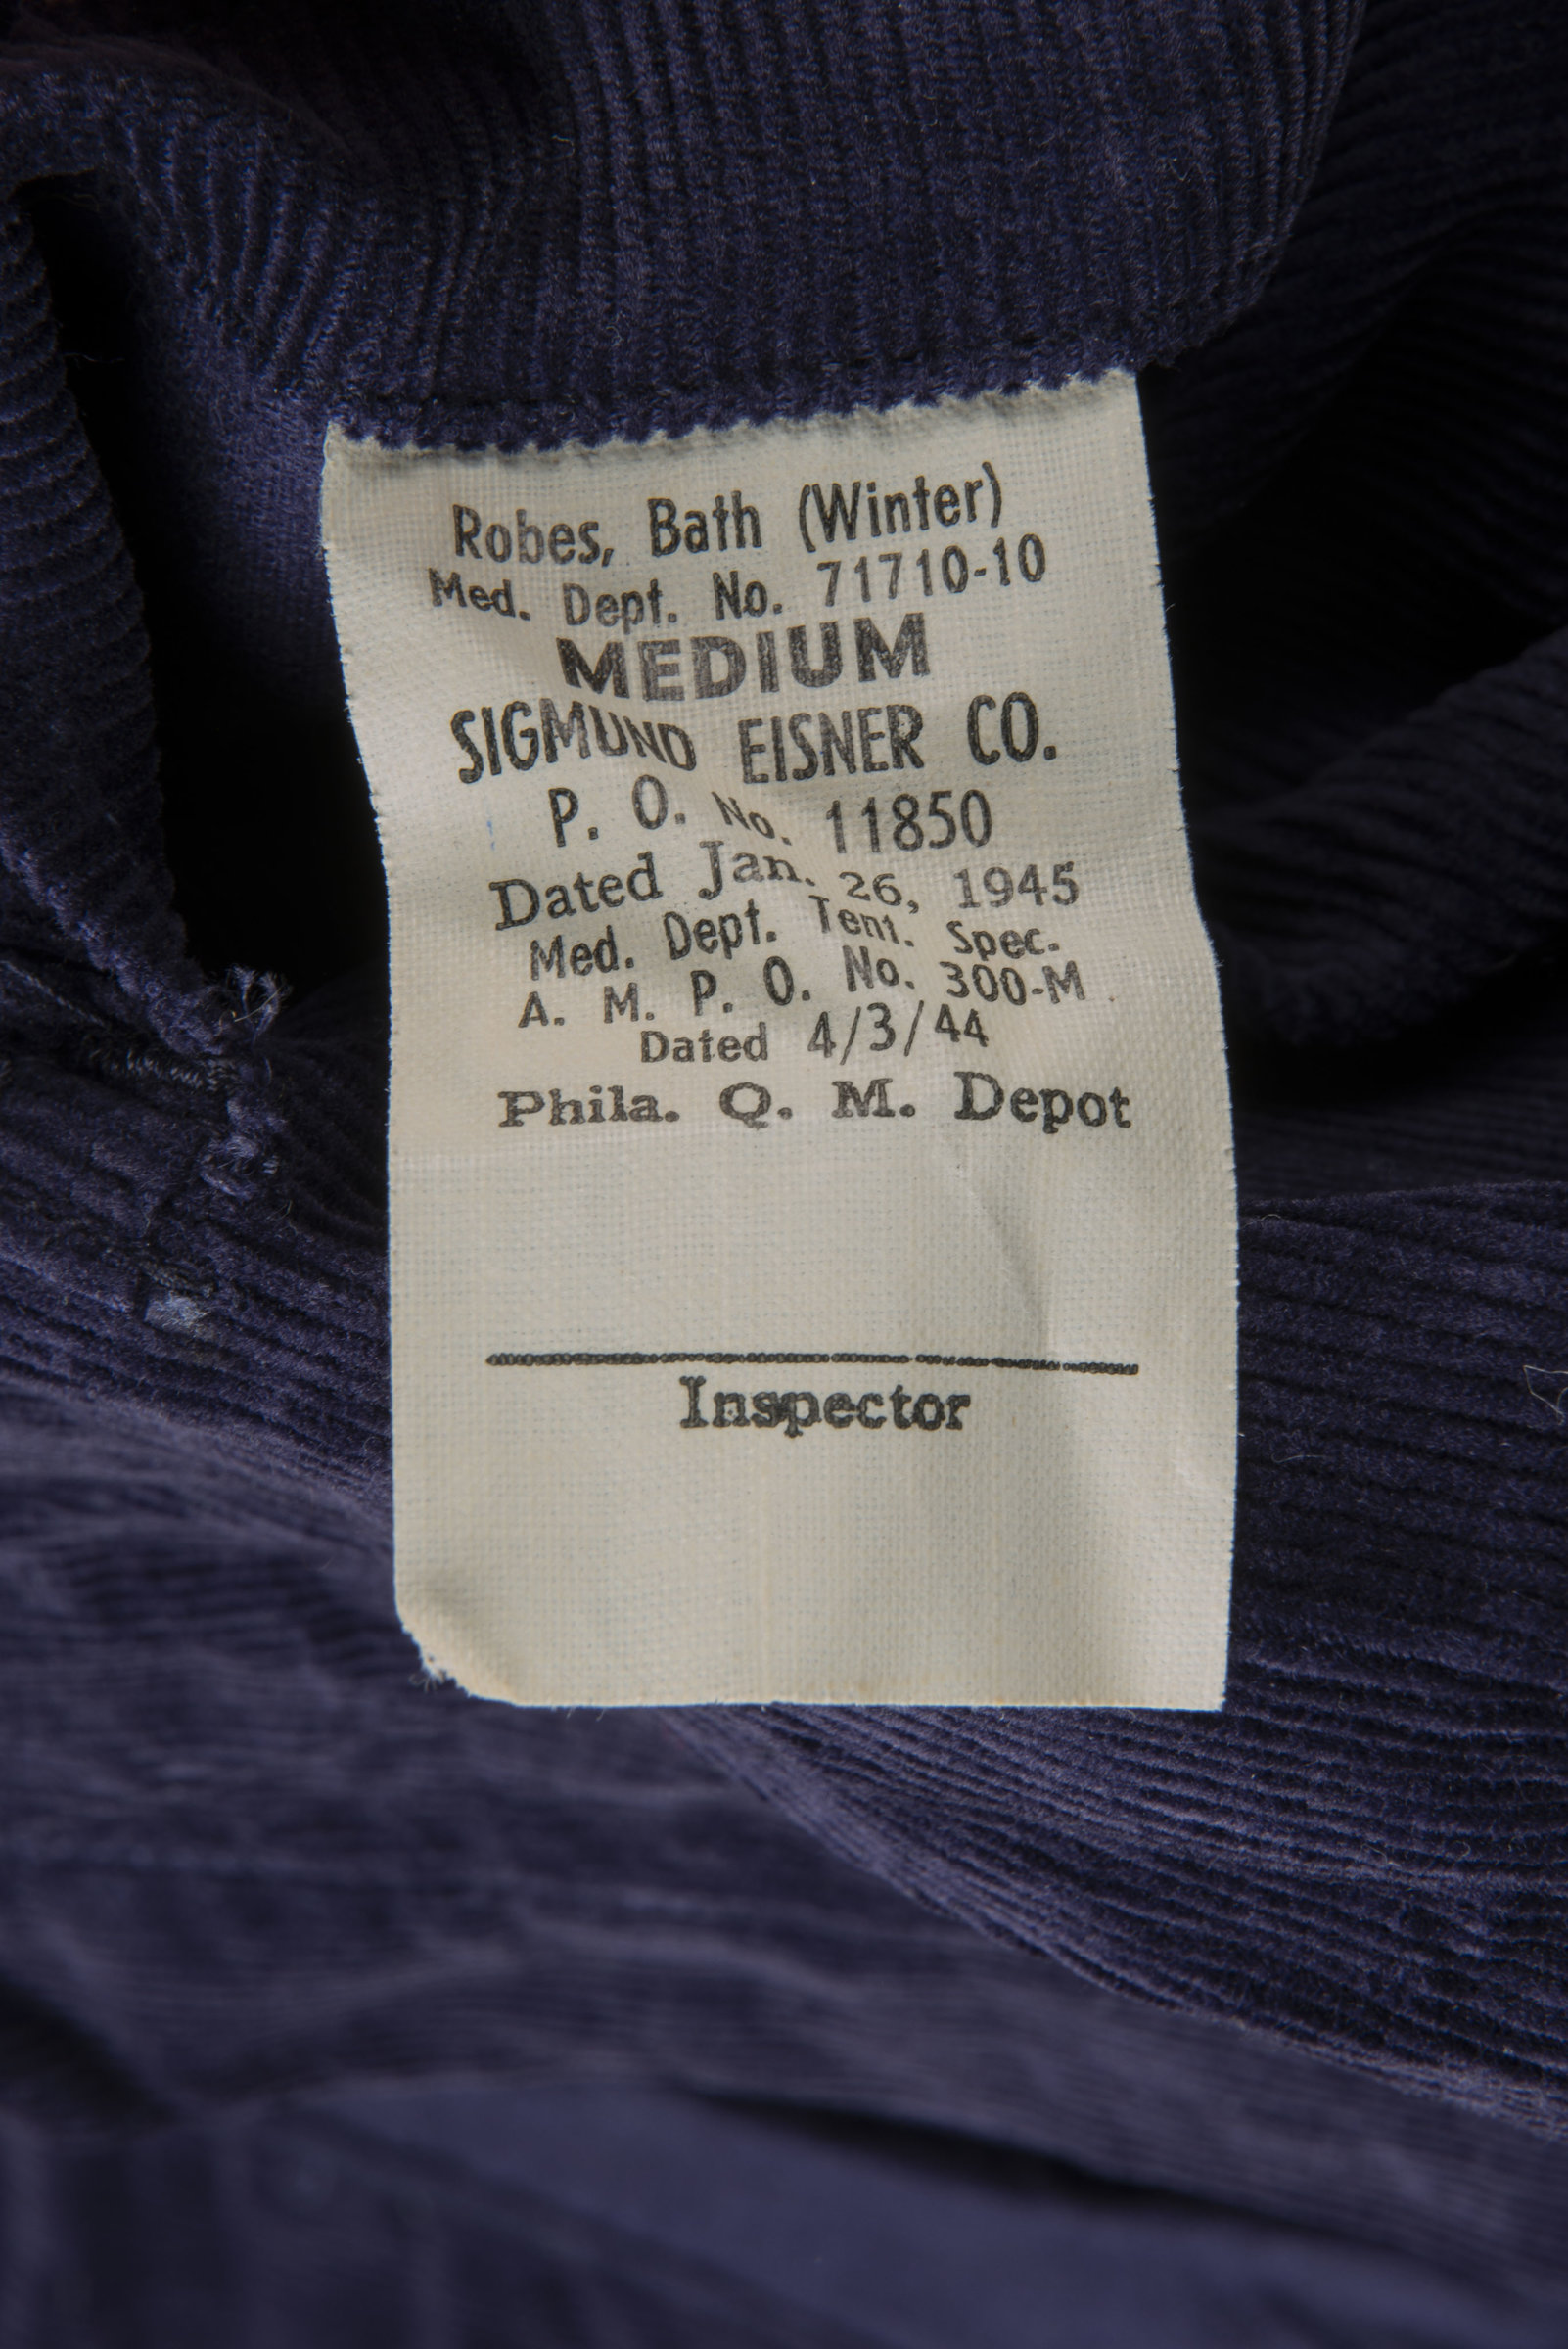 Robes, Bath (Winter)
Med. Dept. No. 71710-10
MEDIUM
SIGMUND EISNER CO.
P. O. No. 11850
Dated Jan. 26, 1945
Med. Dept. Tent. Spec.
A. M. P. O. No. 300-M
Dated 4/3/44
Phila. Q. M. Depot
Inspector